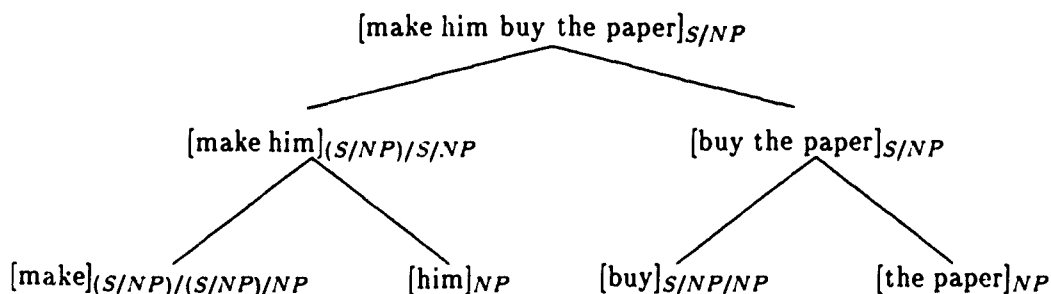 [make him buy the paper]S/NP
[make him](S/NP)/S/NP [buy the paper]S/NP
[make](S/NP)/(S/NP)/NP [him]NP [buy]S/NP/NP [the paper]NP